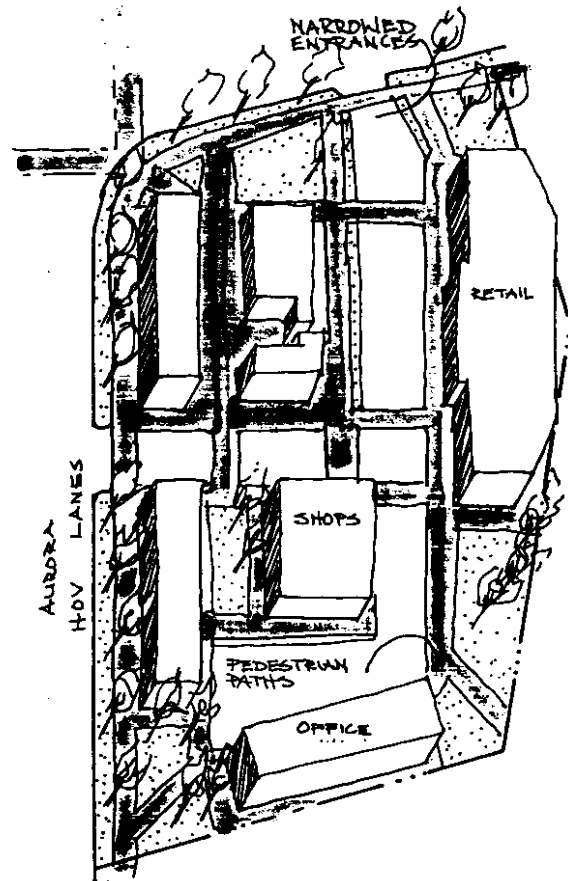 NARROWED
ENTRANCES
RETAIL
SHOPS
AURORA
HOV LANES
PEDESTRIAN
PATHS
OFFICE